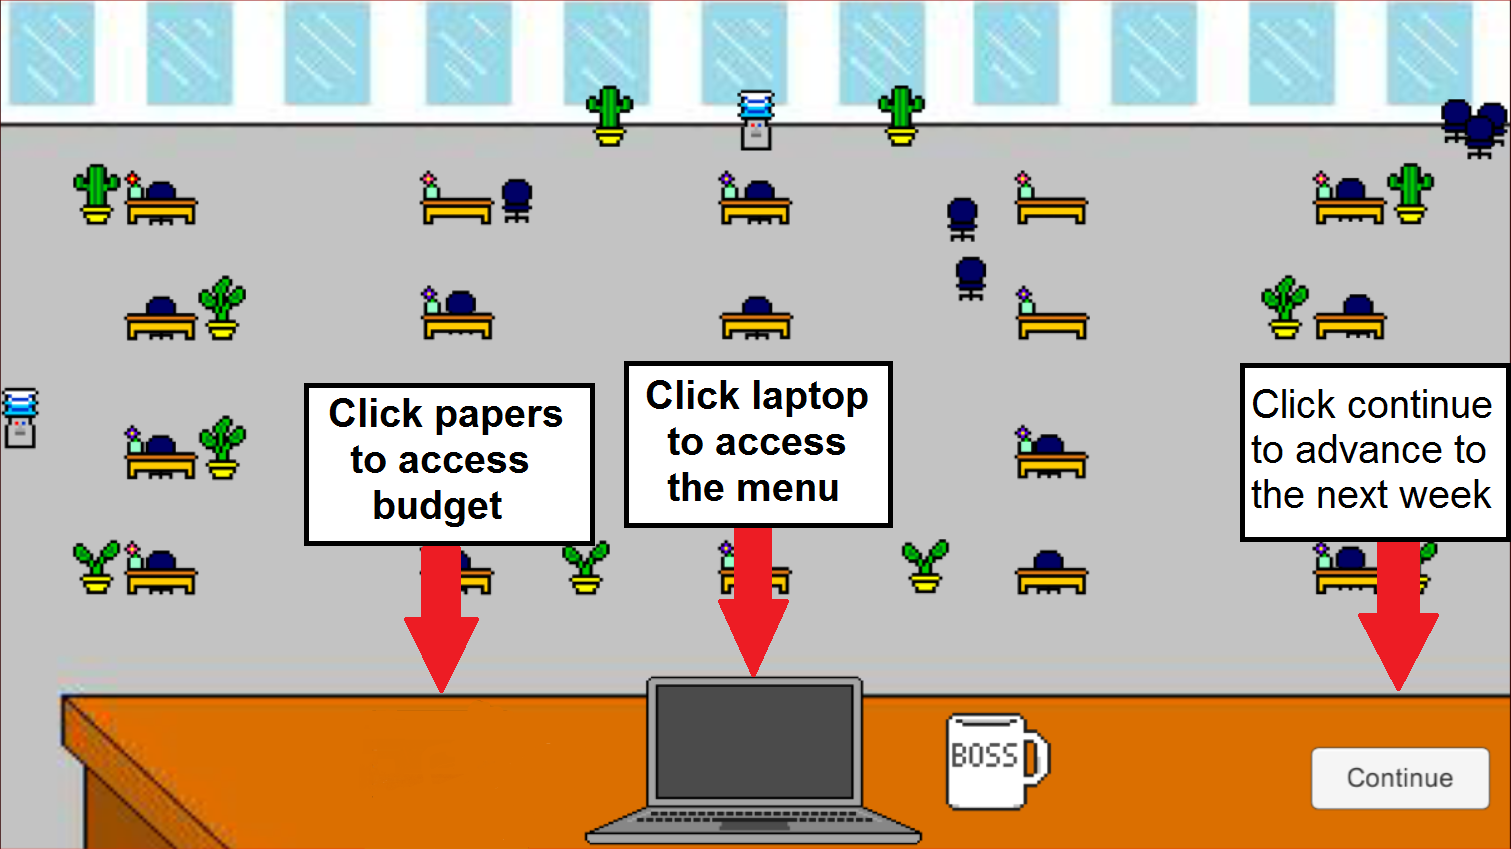 Click papers
to access
budget
Click laptop
to access
the menu
Click continue
to advance to
the next week
BOSS
Continue